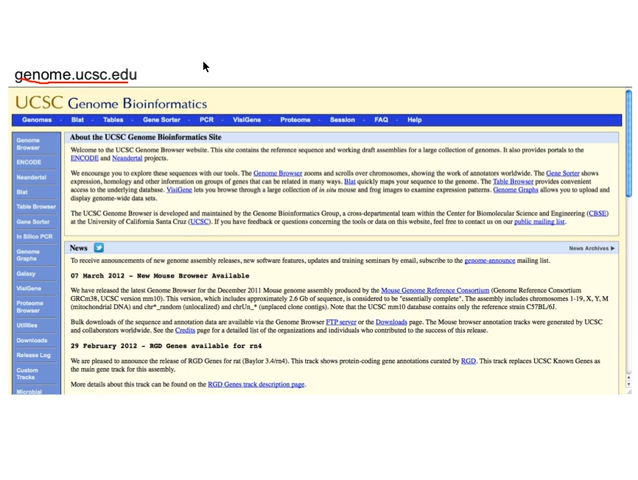 genome.ucsc.edu
UCSC Genome Bioinformatics
Genomes Blat Tables Gene Sorter PCR VisiGene Proteome Session FAQ Help
Genome
Browser
ENCODE
Neandertal
Blat
Table Browser
Gene Sorter
In Silico PCR
Genome
Graphs
Galaxy
VisiGene
Proteome
Browser
Utilities
Downloads
Release Log
Custom
Tracks
Microbial
About the UCSC Genome Bioinformatics Site
Welcome to the UCSC Genome Browser website. This site contains the reference sequence and working draft assemblies for a large collection of genomes. It also provides portals to the
ENCODE and Neandertal projects.
We encourage you to explore these sequences with our tools. The Genome Browser zooms and scrolls over chromosomes, showing the work of annotators worldwide. The Gene Sorter shows
expression, homology and other information on groups of genes that can be related in many ways. Blat quickly maps your sequence to the genome. The Table Browser provides convenient
access to the underlying database. VisiGene lets you browse through a large collection of in situ mouse and frog images to examine expression patterns. Genome Graphs allows you to upload and
display genome-wide data sets.
The UCSC Genome Browser is developed and maintained by the Genome Bioinformatics Group, a cross-departmental team within the Center for Biomolecular Science and Engineering (CBSE)
at the University of California Santa Cruz (UCSC). If you have feedback or questions concerning the tools or data on this website, feel free to contact us on our public mailing list.
News
News Archives ▶
To receive announcements of new genome assembly releases, new software features, updates and training seminars by email, subscribe to the genome-announce mailing list.
07 March 2012 - New Mouse Browser Available
We have released the latest Genome Browser for the December 2011 Mouse genome assembly produced by the Mouse Genome Reference Consortium (Genome Reference Consortium
GRCm38, UCSC version mm10). This version, which includes approximately 2.6 Gb of sequence, is considered to be "essentially complete". The assembly includes chromosomes 1-19, X, Y, M
(mitochondrial DNA) and chr*_random (unlocalized) and chrUn_* (unplaced clone contigs). Note that the UCSC mm10 database contains only the reference strain C57BL/6J.
Bulk downloads of the sequence and annotation data are available via the Genome Browser FTP server or the Downloads page. The Mouse browser annotation tracks were generated by UCSC
and collaborators worldwide. See the Credits page for a detailed list of the organizations and individuals who contributed to the success of this release.
29 February 2012 - RGD Genes available for rn4
We are pleased to announce the release of RGD Genes for rat (Baylor 3.4/rn4). This track shows protein-coding gene annotations curated by RGD. This track replaces UCSC Known Genes as
the main gene track for this assembly.
More details about this track can be found on the RGD Genes track description page.